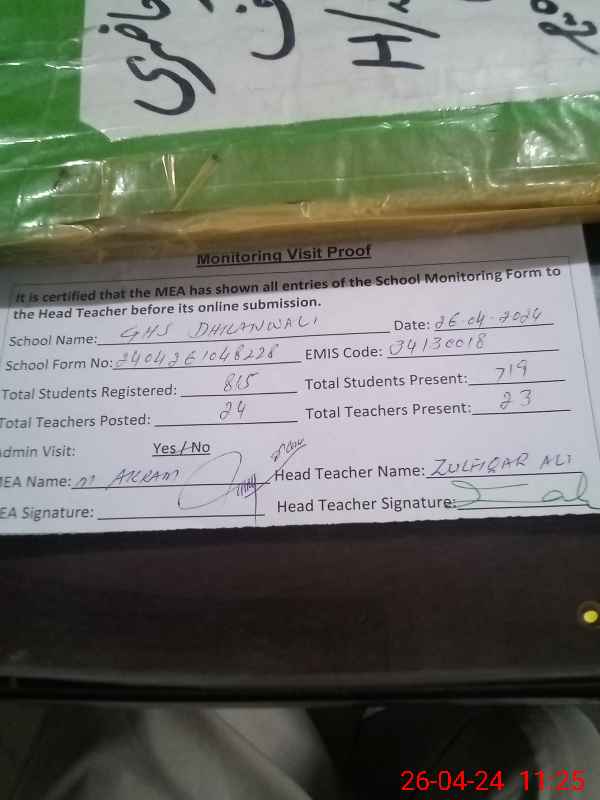 حاضری
H/
Monitoring Visit Proof
It is certified that the MEA has shown all entries of the School Monitoring Form to
the Head Teacher before its online submission.
School Name: GHS DHILANWALI Date: 26-04-2024
School Form No: 2404261048228 EMIS Code: 34130018
Total Students Registered: 815 Total Students Present: 719
Total Teachers Posted: 24 Total Teachers Present: 23
dmin Visit: Yes/No
EA Name: M AKRAM Head Teacher Name: ZULFIQAR ALI
EA Signature: Head Teacher Signature:
26-04-24 11:25